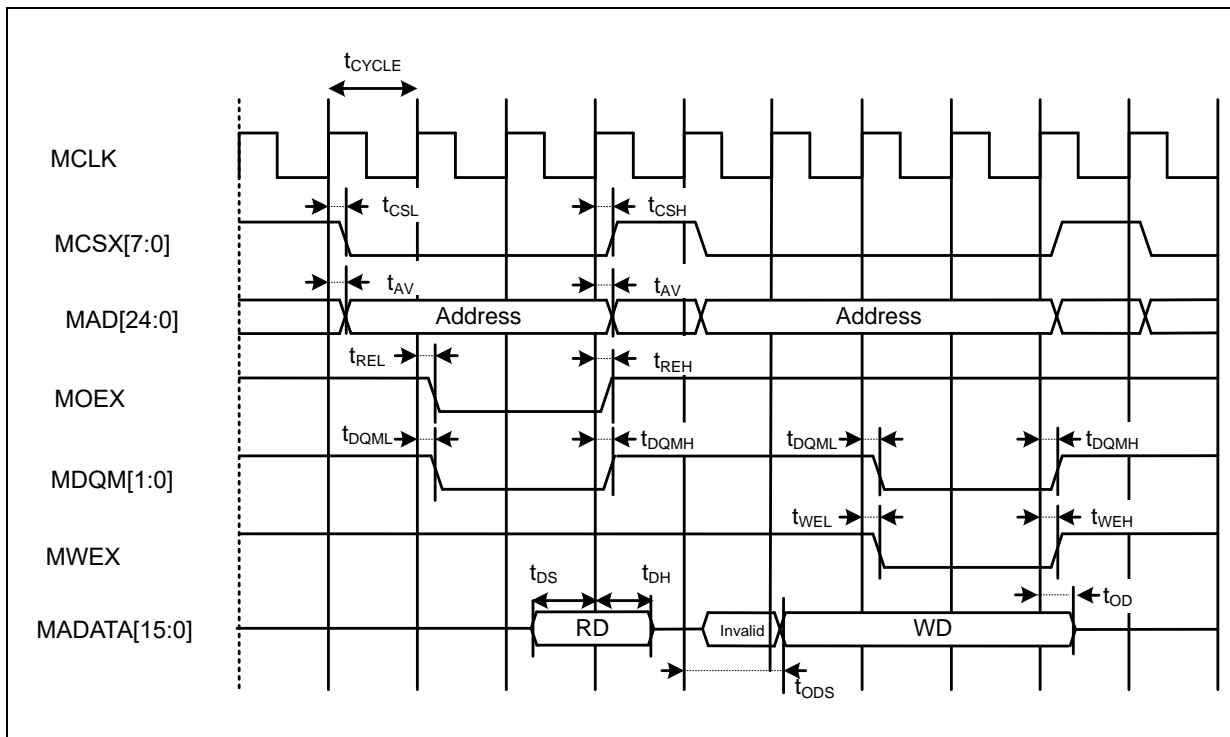 tCYCLE
MCLK
tCSL tCSH
MCSX[7:0]
tAV tAV
MAD[24:0] Address Address
tREL tREH
MOEX
tDQML tDQMH tDQML tDQMH
MDQM[1:0]
tWEL tWEH
MWEX
tDS tDH tOD
MADATA[15:0] RD Invalid WD
tODS